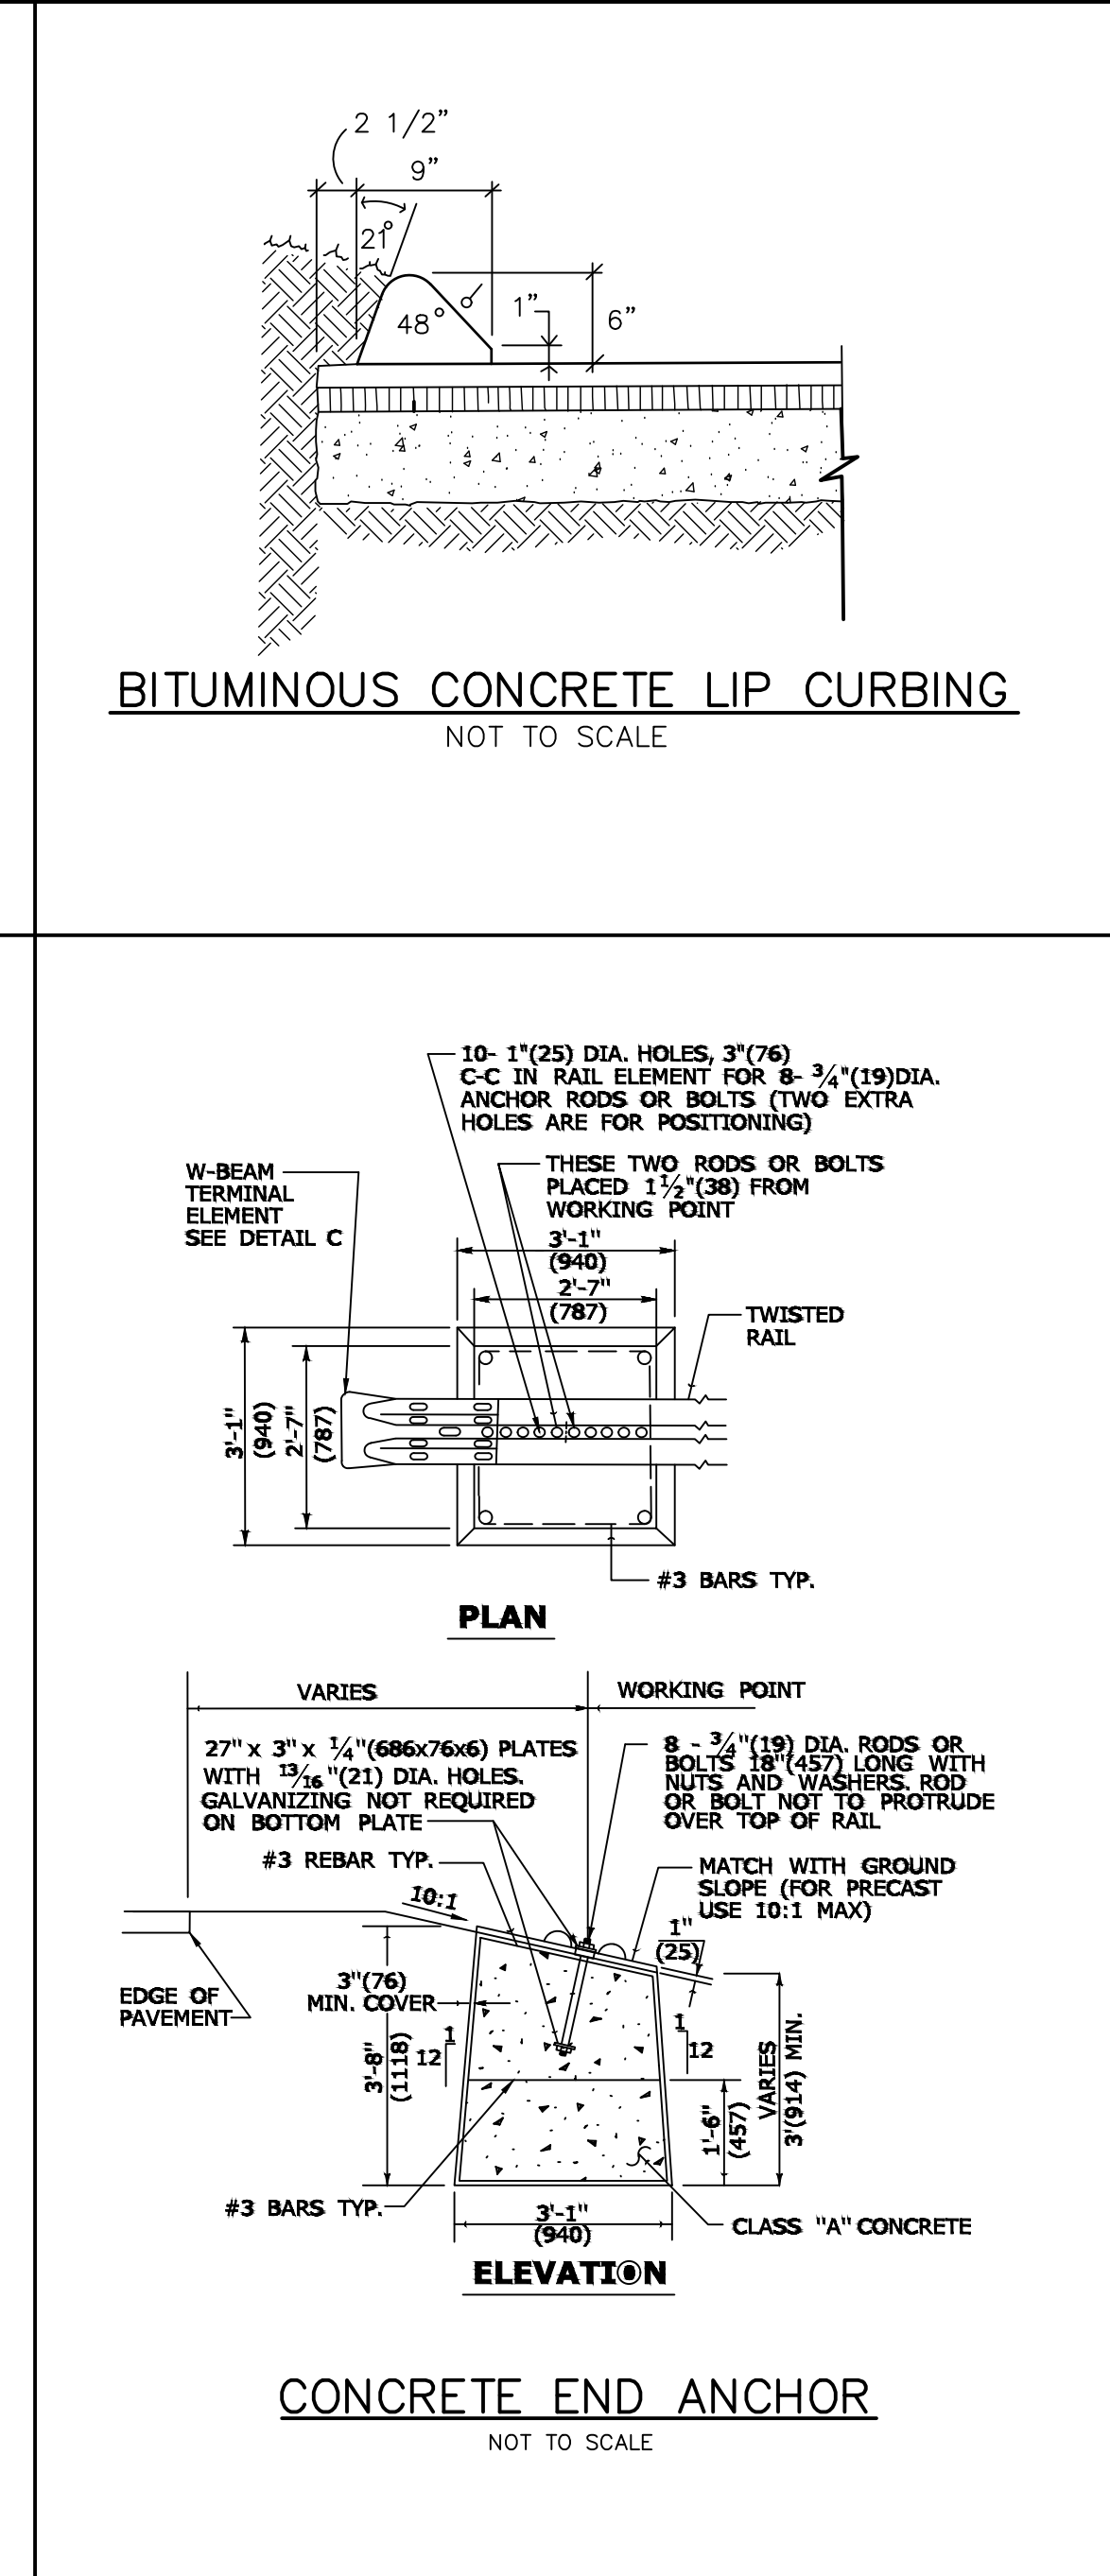 2 1/2”
9”
21°
48°
1”
6”
BITUMINOUS CONCRETE LIP CURBING
NOT TO SCALE
10- 1"(25) DIA. HOLES, 3"(76)
C-C IN RAIL ELEMENT FOR 8- 3/4"(19)DIA.
ANCHOR RODS OR BOLTS (TWO EXTRA
HOLES ARE FOR POSITIONING)
THESE TWO RODS OR BOLTS
PLACED 1 1/2"(38) FROM
WORKING POINT
W-BEAM
TERMINAL
ELEMENT
SEE DETAIL C
3'-1"
(940)
2'-7"
(787)
TWISTED
RAIL
3'-1"
(940)
2'-7"
(787)
#3 BARS TYP.
PLAN
VARIES
WORKING POINT
27" x 3" x 1/4"(686x76x6) PLATES
WITH 13/16"(21) DIA. HOLES.
GALVANIZING NOT REQUIRED
ON BOTTOM PLATE
8 - 3/4"(19) DIA. RODS OR
BOLTS 18"(457) LONG WITH
NUTS AND WASHERS. ROD
OR BOLT NOT TO PROTRUDE
OVER TOP OF RAIL
#3 REBAR TYP.
MATCH WITH GROUND
SLOPE (FOR PRECAST
USE 10:1 MAX)
10:1
1"
(25)
EDGE OF
PAVEMENT
3"(76)
MIN. COVER
1
12
1
12
3'-8"
(1118)
1'-6"
(457)
VARIES
3'(914) MIN.
#3 BARS TYP.
3'-1"
(940)
CLASS "A" CONCRETE
ELEVATION
CONCRETE END ANCHOR
NOT TO SCALE